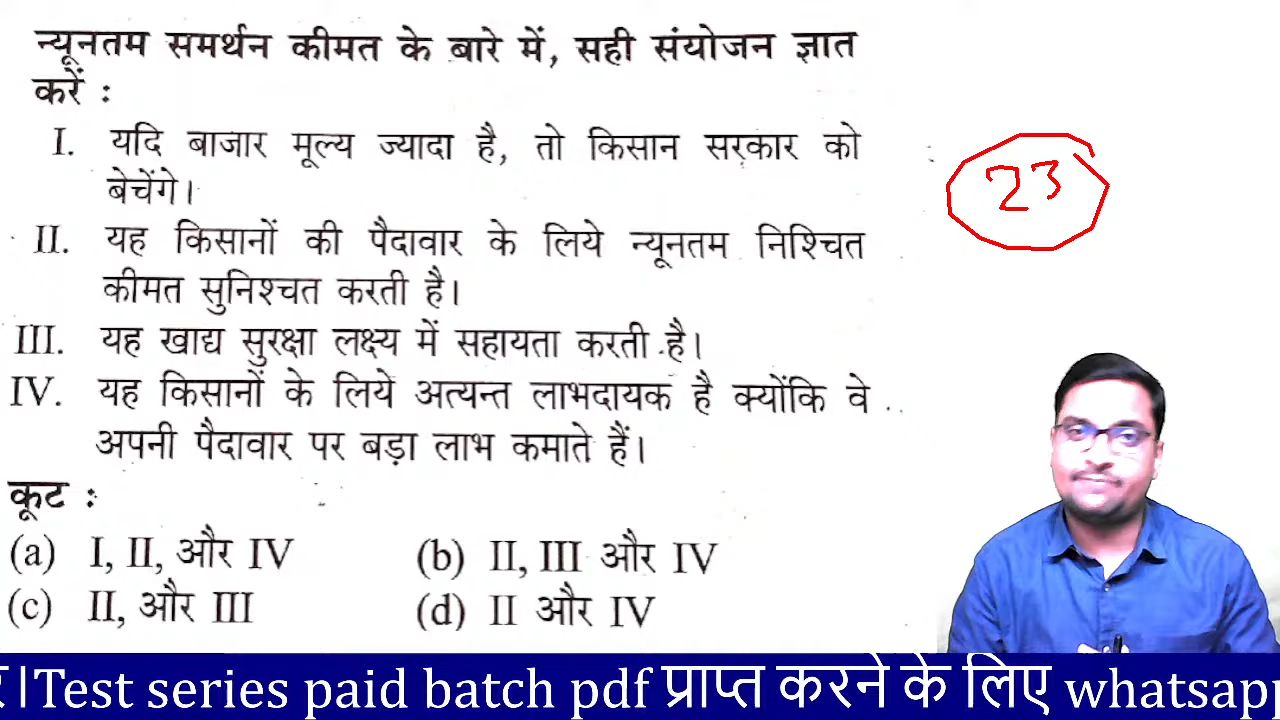 न्यूनतम समर्थन कीमत के बारे में, सही संयोजन ज्ञात
करें :
I. यदि बाजार मूल्य ज्यादा है, तो किसान सरकार को
बेचेंगे।
II. यह किसानों की पैदावार के लिये न्यूनतम निश्चित
कीमत सुनिश्चत करती है।
III. यह खाद्य सुरक्षा लक्ष्य में सहायता करती है।
IV. यह किसानों के लिये अत्यन्त लाभदायक है क्योंकि वे
अपनी पैदावार पर बड़ा लाभ कमाते हैं।
कूट :
(a) I, II, और IV (b) II, III और IV
(c) II, और III (d) II और IV
23
।Test series paid batch pdf प्राप्त करने के लिए whatsapp